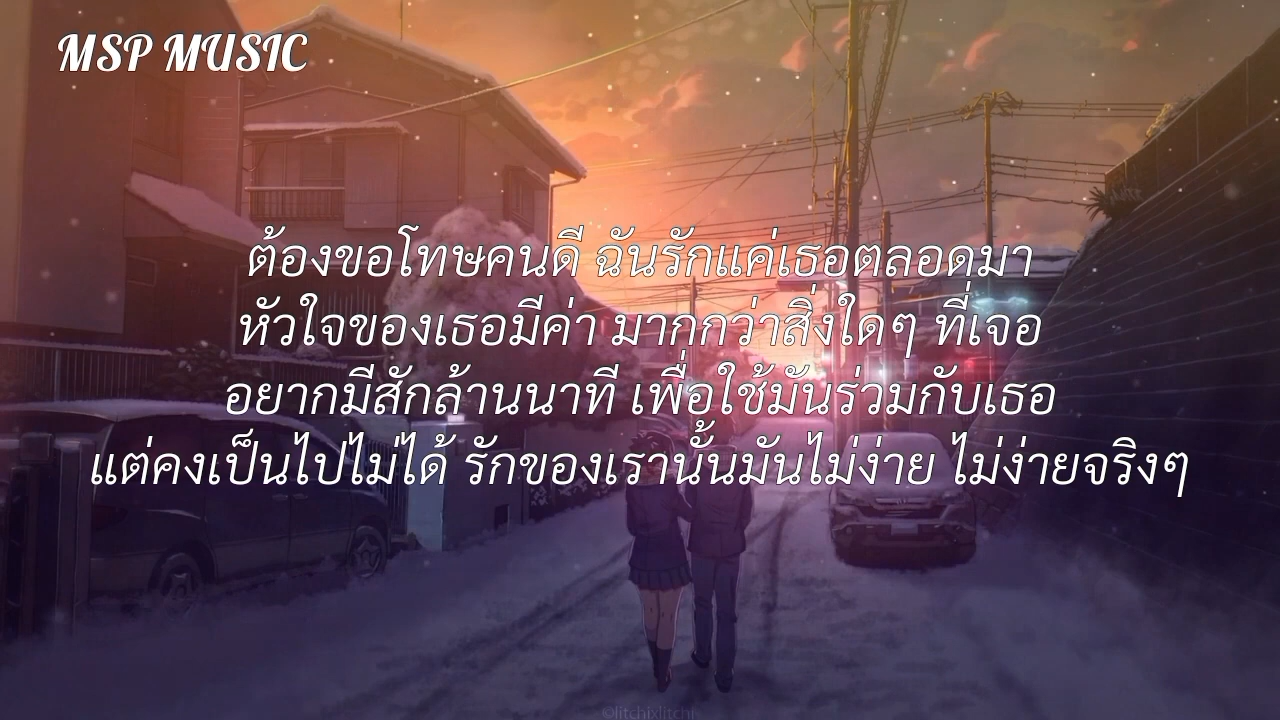 MSP MUSIC
ต้องขอโทษคนดี ฉันรักแค่เธอตลอดมา
หัวใจของเธอมีค่า มากกว่าสิ่งใดๆ ที่เจอ
อยากมีสักล้านนาที เพื่อใช้มันร่วมกับเธอ
แต่คงเป็นไปไม่ได้ รักของเรานั้นมันไม่ง่าย ไม่ง่ายจริงๆ
©litchixlitchi